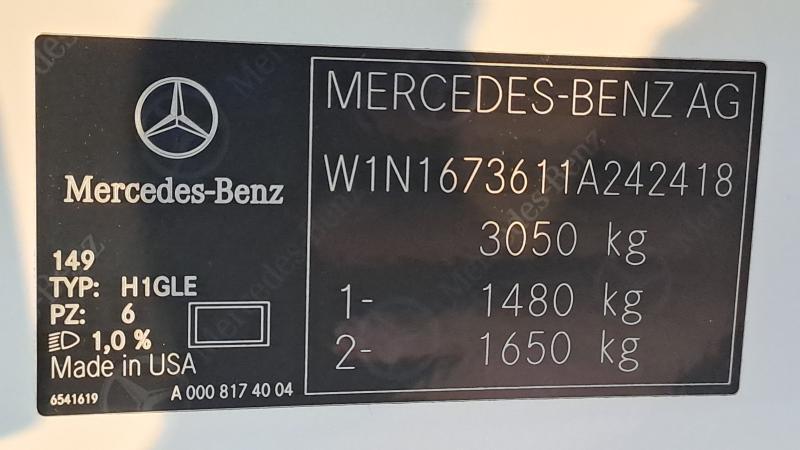 Mercedes-Benz
149
TYP: H1GLE
PZ: 6
1,0 %
Made in USA
6541619
A 000 817 40 04
MERCEDES-BENZ AG
W1N1673611A242418
3050 kg
1- 1480 kg
2- 1650 kg